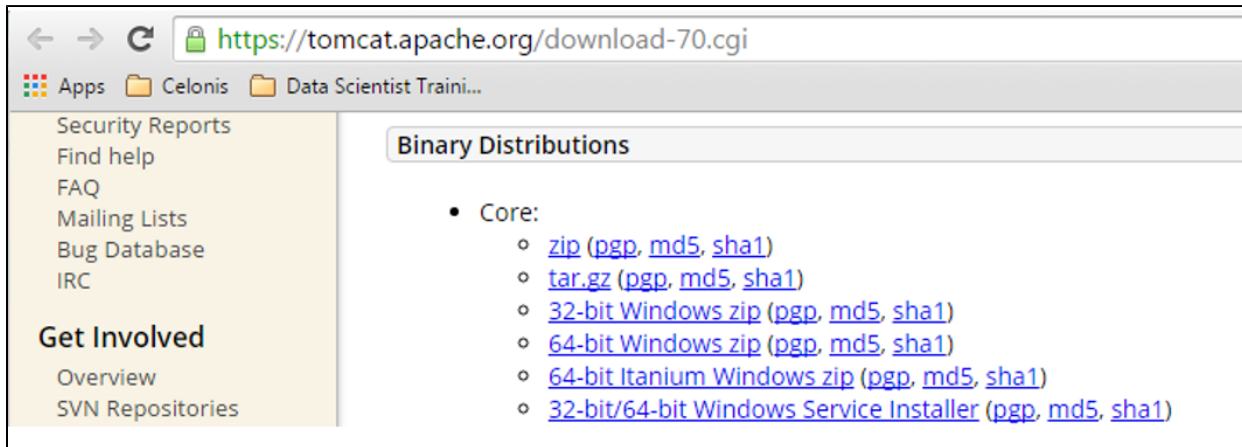 https://tomcat.apache.org/download-70.cgi
Apps Celonis Data Scientist Traini...
Security Reports
Find help
FAQ
Mailing Lists
Bug Database
IRC
Get Involved
Overview
SVN Repositories
Binary Distributions
• Core:
zip (pgp, md5, sha1)
tar.gz (pgp, md5, sha1)
32-bit Windows zip (pgp, md5, sha1)
64-bit Windows zip (pgp, md5, sha1)
64-bit Itanium Windows zip (pgp, md5, sha1)
32-bit/64-bit Windows Service Installer (pgp, md5, sha1)